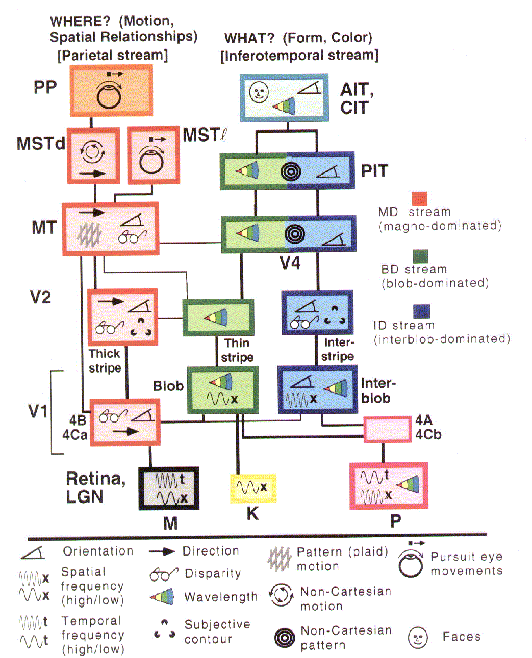 WHERE? (Motion, Spatial Relationships)
[Parietal stream]
WHAT? (Form, Color)
[Inferotemporal stream]
PP
AIT,
CIT
MSTd
MSTℓ
PIT
MT
V4
MD stream
(magno-dominated)
BD stream
(blob-dominated)
ID stream
(interblob-dominated)
V2
Thick
stripe
Thin
stripe
Inter-
stripe
V1
Blob
Inter-
blob
x
x
4B
4Ca
4A
4Cb
Retina,
LGN
t
x
x
t
x
M
K
P
Orientation
Direction
Pattern (plaid)
motion
Pursuit eye
movements
x
x
Spatial
frequency
(high/low)
Disparity
Wavelength
Non-Cartesian
motion
t
t
Temporal
frequency
(high/low)
Subjective
contour
Non-Cartesian
pattern
Faces